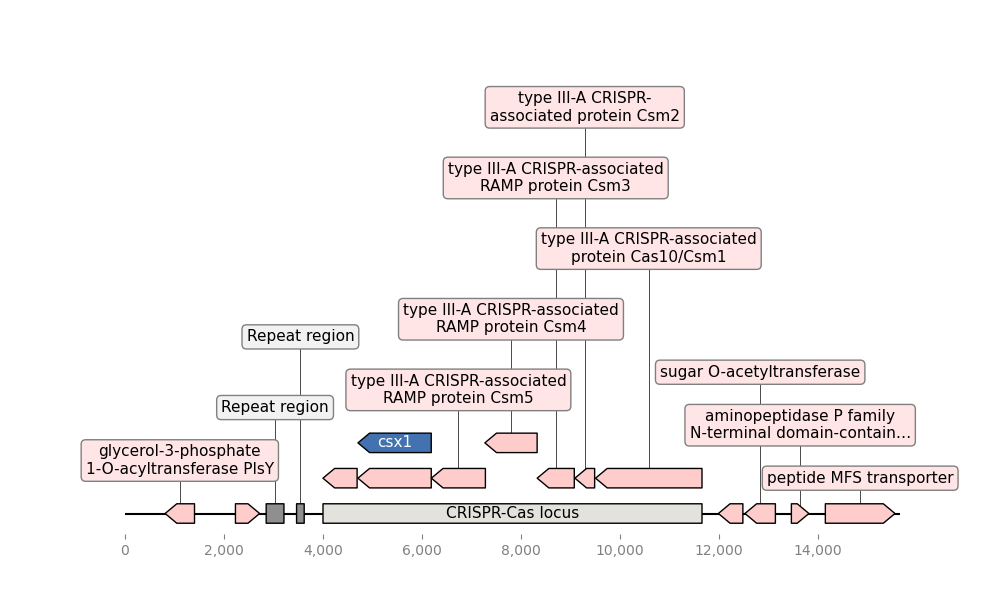 type III-A CRISPR-
associated protein Csm2
type III-A CRISPR-associated
RAMP protein Csm3
type III-A CRISPR-associated
protein Cas10/Csm1
type III-A CRISPR-associated
RAMP protein Csm4
Repeat region
sugar O-acetyltransferase
type III-A CRISPR-associated
RAMP protein Csm5
Repeat region
aminopeptidase P family
N-terminal domain-contain...
csx1
glycerol-3-phosphate
1-O-acyltransferase PlsY
peptide MFS transporter
CRISPR-Cas locus
0 2,000 4,000 6,000 8,000 10,000 12,000 14,000